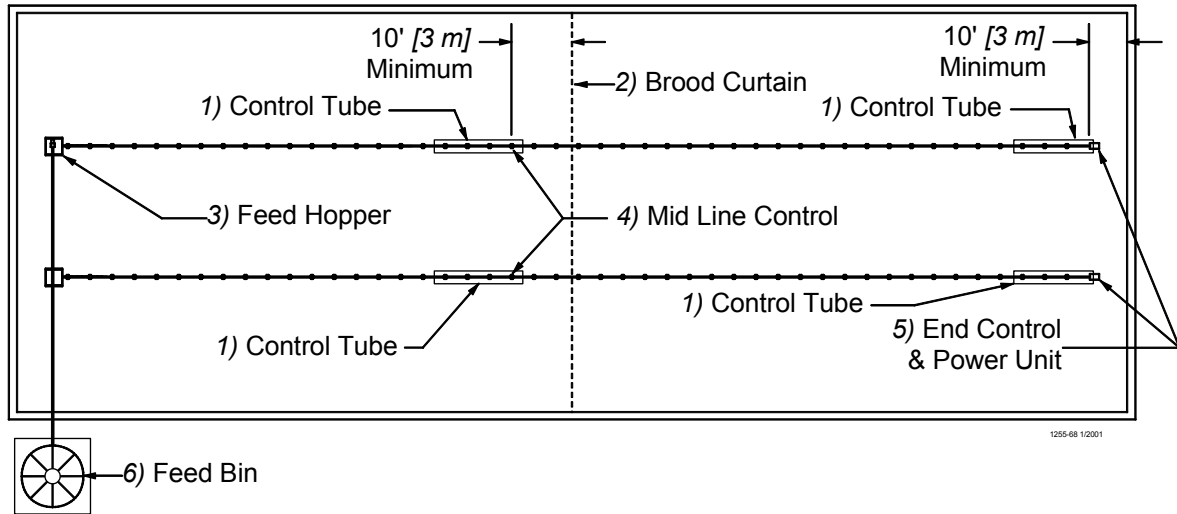 10' [3 m]
Minimum
10' [3 m]
Minimum
2) Brood Curtain
1) Control Tube
1) Control Tube
3) Feed Hopper
4) Mid Line Control
1) Control Tube
1) Control Tube
5) End Control
& Power Unit
1255-68 1/2001
6) Feed Bin